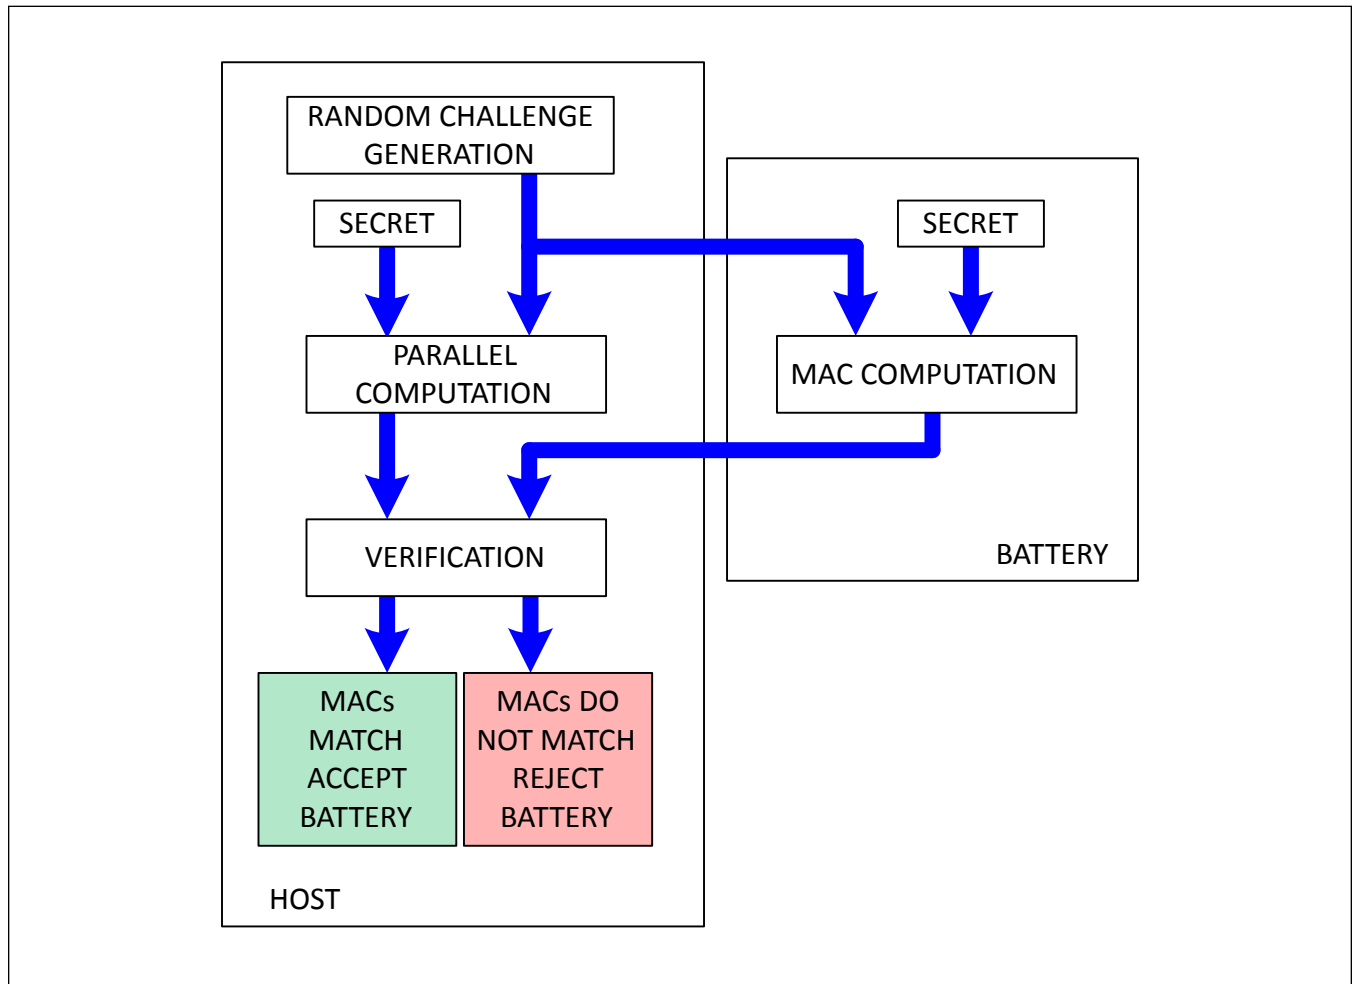 RANDOM CHALLENGE
GENERATION
SECRET
PARALLEL
COMPUTATION
VERIFICATION
MACs
MATCH
ACCEPT
BATTERY
MACs DO
NOT MATCH
REJECT
BATTERY
HOST
SECRET
MAC COMPUTATION
BATTERY